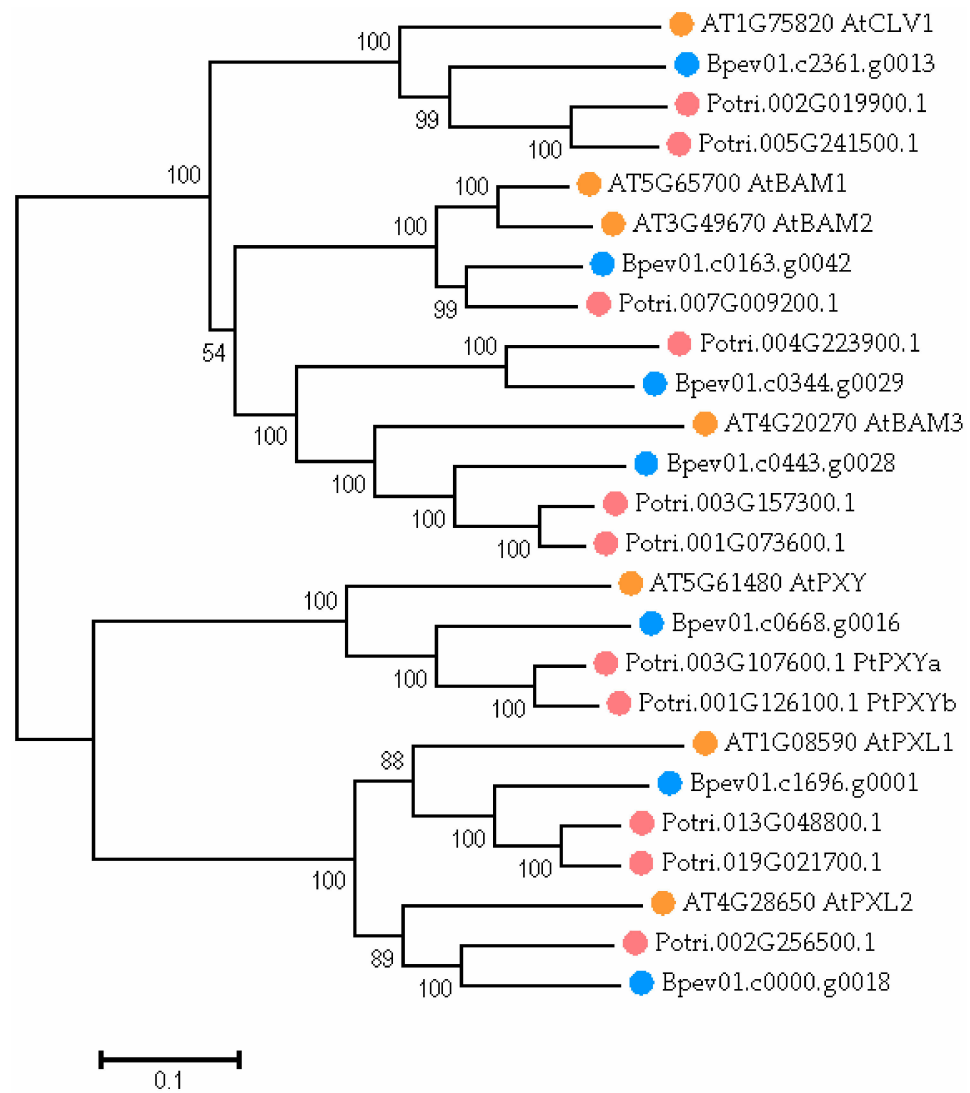 AT1G75820 AtCLV1
100
Bpev01.c2361.g0013
Potri.002G019900.1
99
100
Potri.005G241500.1
100
AT5G65700 AtBAM1
100
100
AT3G49670 AtBAM2
Bpev01.c0163.g0042
99
Potri.007G009200.1
Potri.004G223900.1
100
54
Bpev01.c0344.g0029
AT4G20270 AtBAM3
100
Bpev01.c0443.g0028
100
Potri.003G157300.1
100
100
Potri.001G073600.1
AT5G61480 AtPXY
100
Bpev01.c0668.g0016
Potri.003G107600.1 PtPXYa
100
100
Potri.001G126100.1 PtPXYb
AT1G08590 AtPXL1
88
Bpev01.c1696.g0001
Potri.013G048800.1
100
100
Potri.019G021700.1
100
AT4G28650 AtPXL2
Potri.002G256500.1
89
100
Bpev01.c0000.g0018
0.1